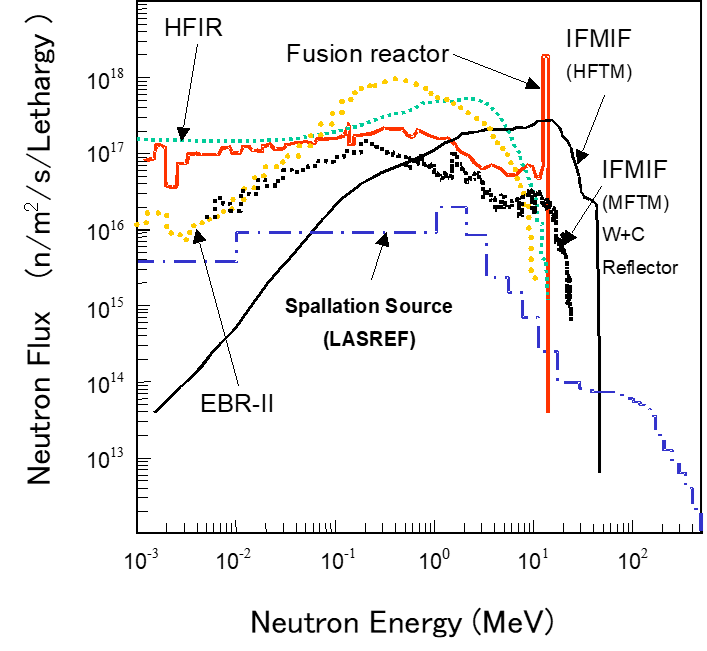 HFIR
Fusion reactor
IFMIF
(HFTM)
IFMIF
(MFTM)
W+C
Reflector
Spallation Source
(LASREF)
EBR-II
Neutron Flux (n/m²/s/Lethargy )
10¹⁸
10¹⁷
10¹⁶
10¹⁵
10¹⁴
10¹³
10⁻³ 10⁻² 10⁻¹ 10⁰ 10¹ 10²
Neutron Energy (MeV)